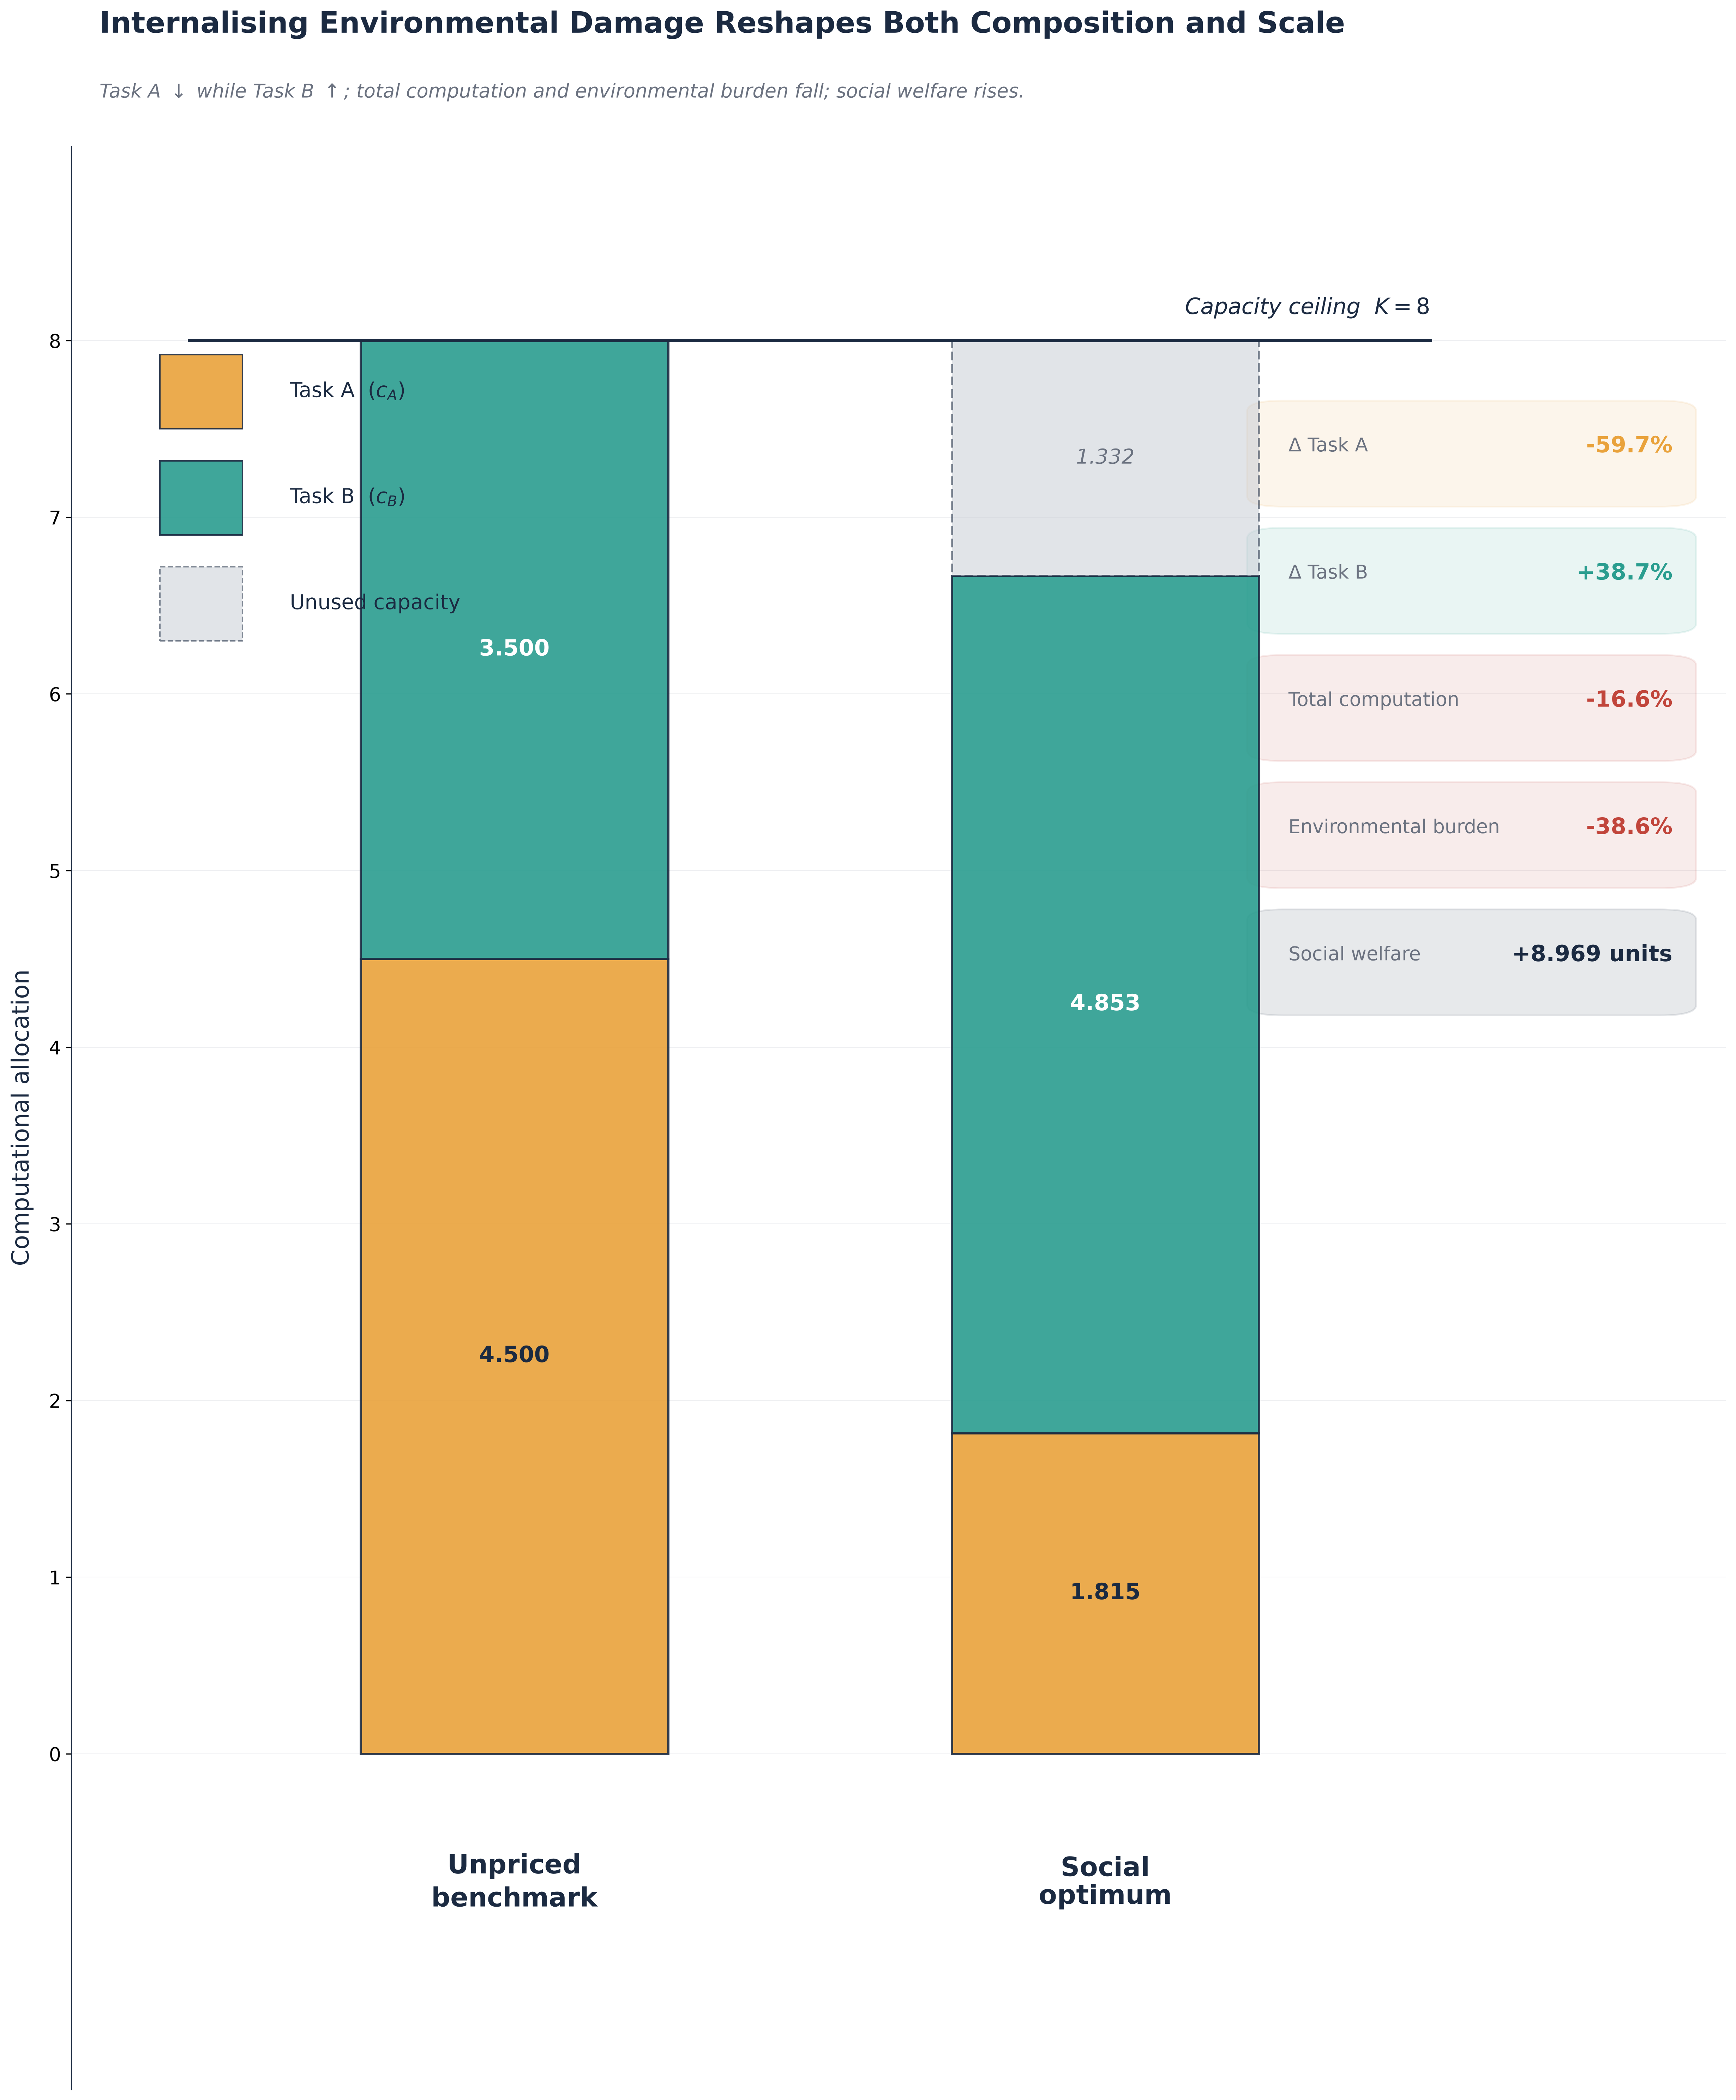 Internalising Environmental Damage Reshapes Both Composition and Scale
Task A ↓ while Task B ↑; total computation and environmental burden fall; social welfare rises.
Capacity ceiling K = 8
8
7
6
5
4
3
2
1
0
Computational allocation
Task A (c_A)
Task B (c_B)
Unused capacity
3.500
4.500
1.332
4.853
1.815
Δ Task A -59.7%
Δ Task B +38.7%
Total computation -16.6%
Environmental burden -38.6%
Social welfare +8.969 units
Unpriced
benchmark
Social
optimum